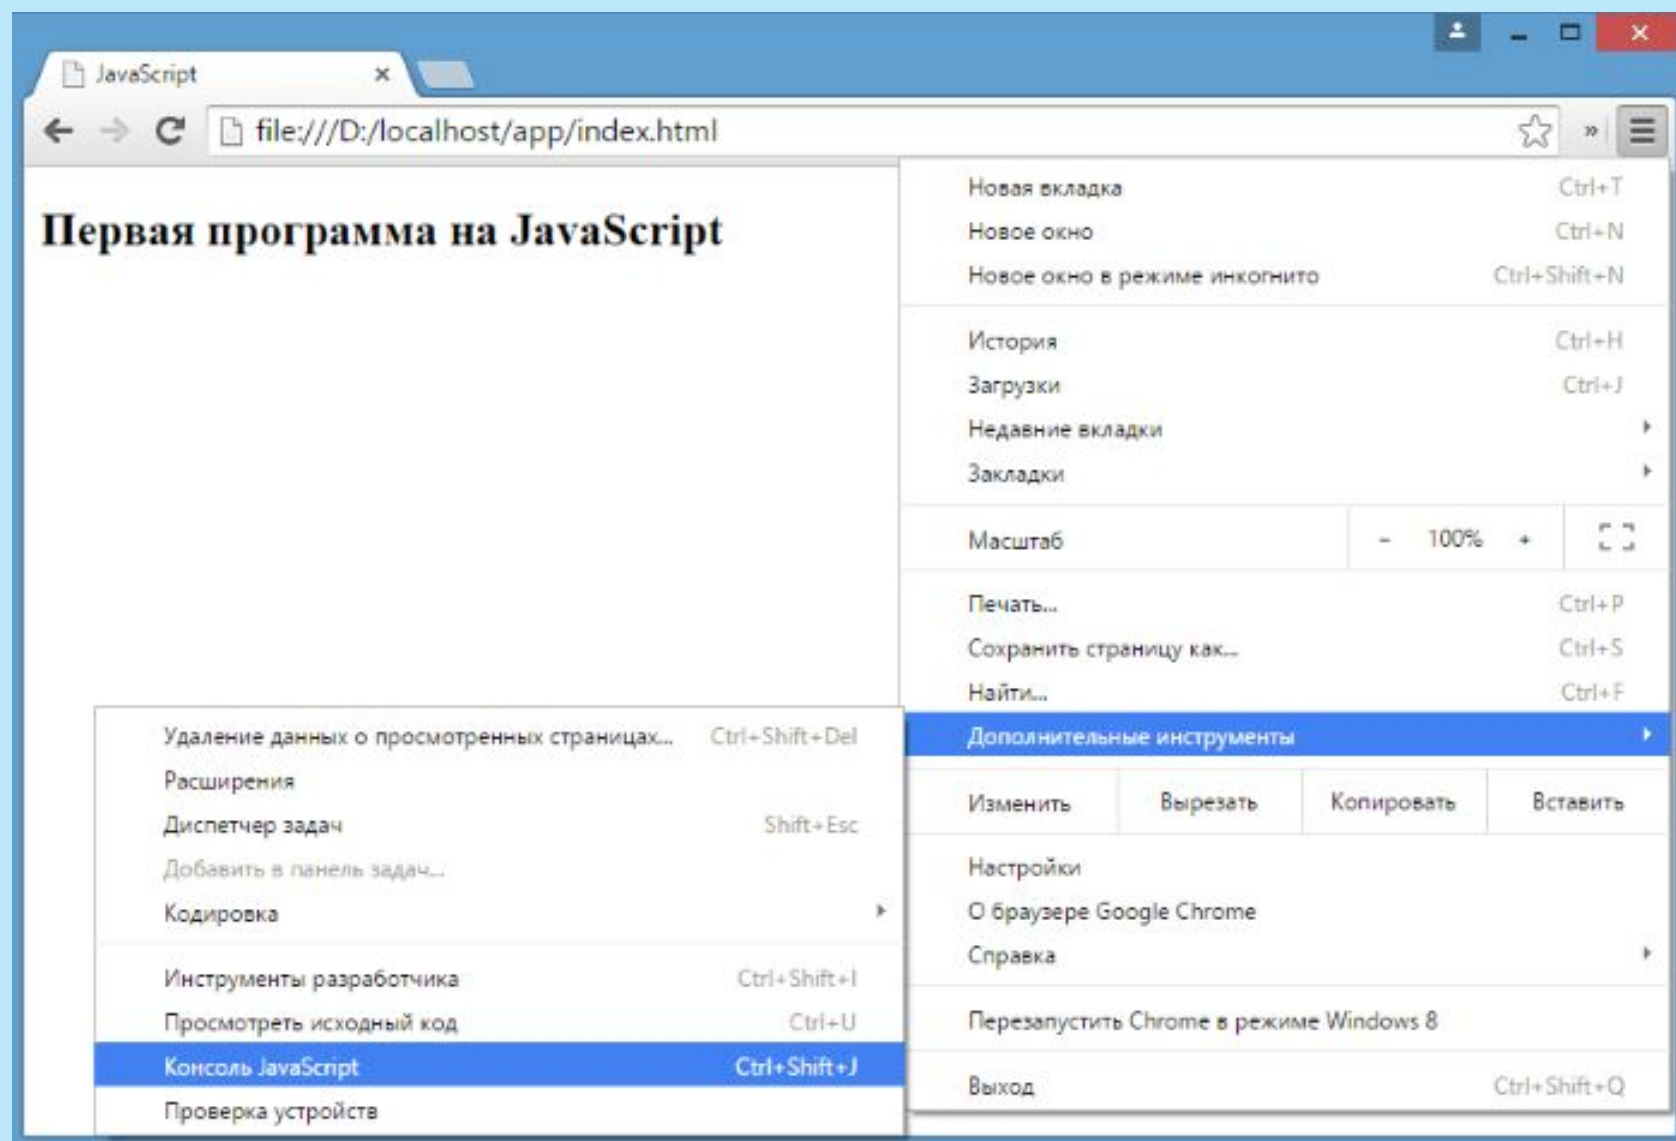 JavaScript
file:///D:/localhost/app/index.html
Первая программа на JavaScript
Новая вкладка Ctrl+T
Новое окно Ctrl+N
Новое окно в режиме инкогнито Ctrl+Shift+N
История Ctrl+H
Загрузки Ctrl+J
Недавние вкладки
Закладки
Масштаб - 100% +
Печать... Ctrl+P
Сохранить страницу как... Ctrl+S
Найти... Ctrl+F
Дополнительные инструменты
Изменить Вырезать Копировать Вставить
Настройки
О браузере Google Chrome
Справка
Перезапустить Chrome в режиме Windows 8
Выход Ctrl+Shift+Q
Удаление данных о просмотренных страницах... Ctrl+Shift+Del
Расширения
Диспетчер задач Shift+Esc
Добавить в панель задач...
Кодировка
Инструменты разработчика Ctrl+Shift+I
Просмотреть исходный код Ctrl+U
Консоль JavaScript Ctrl+Shift+J
Проверка устройств